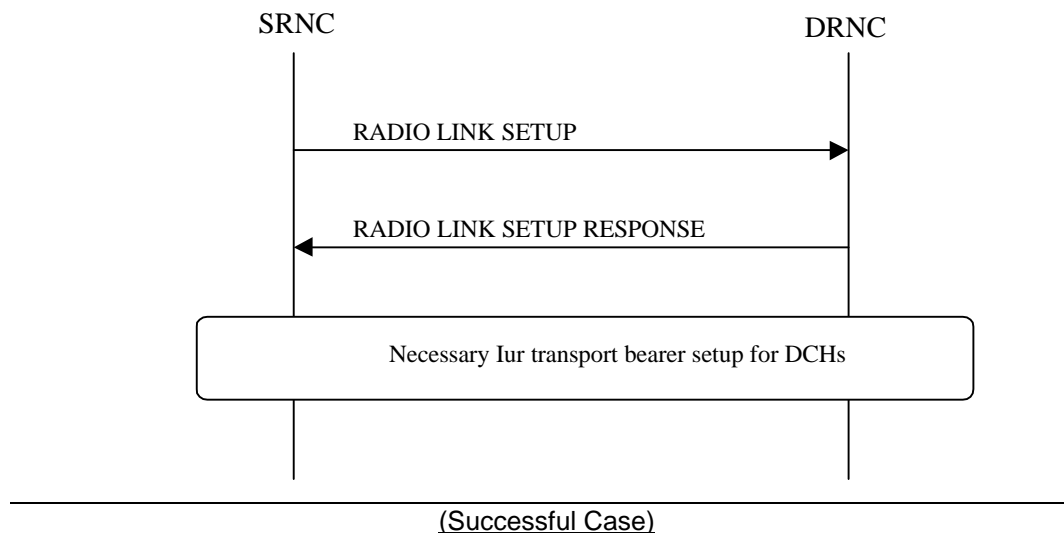 SRNC DRNC
RADIO LINK SETUP
RADIO LINK SETUP RESPONSE
Necessary Iur transport bearer setup for DCHs
(Successful Case)